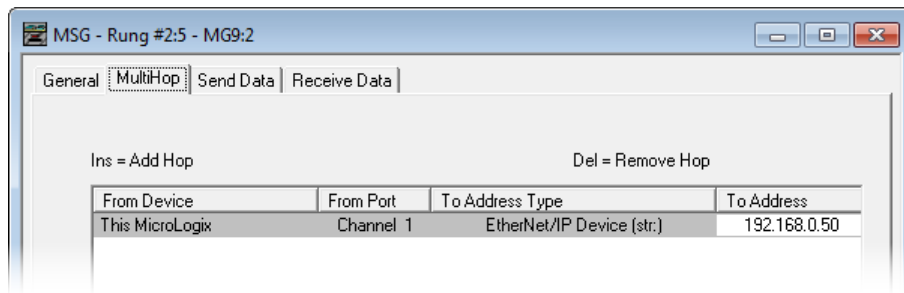 MSG - Rung #2:5 - MG9:2
General MultiHop Send Data Receive Data
Ins = Add Hop Del = Remove Hop
From Device From Port To Address Type To Address
This MicroLogix Channel 1 EtherNet/IP Device (str:) 192.168.0.50